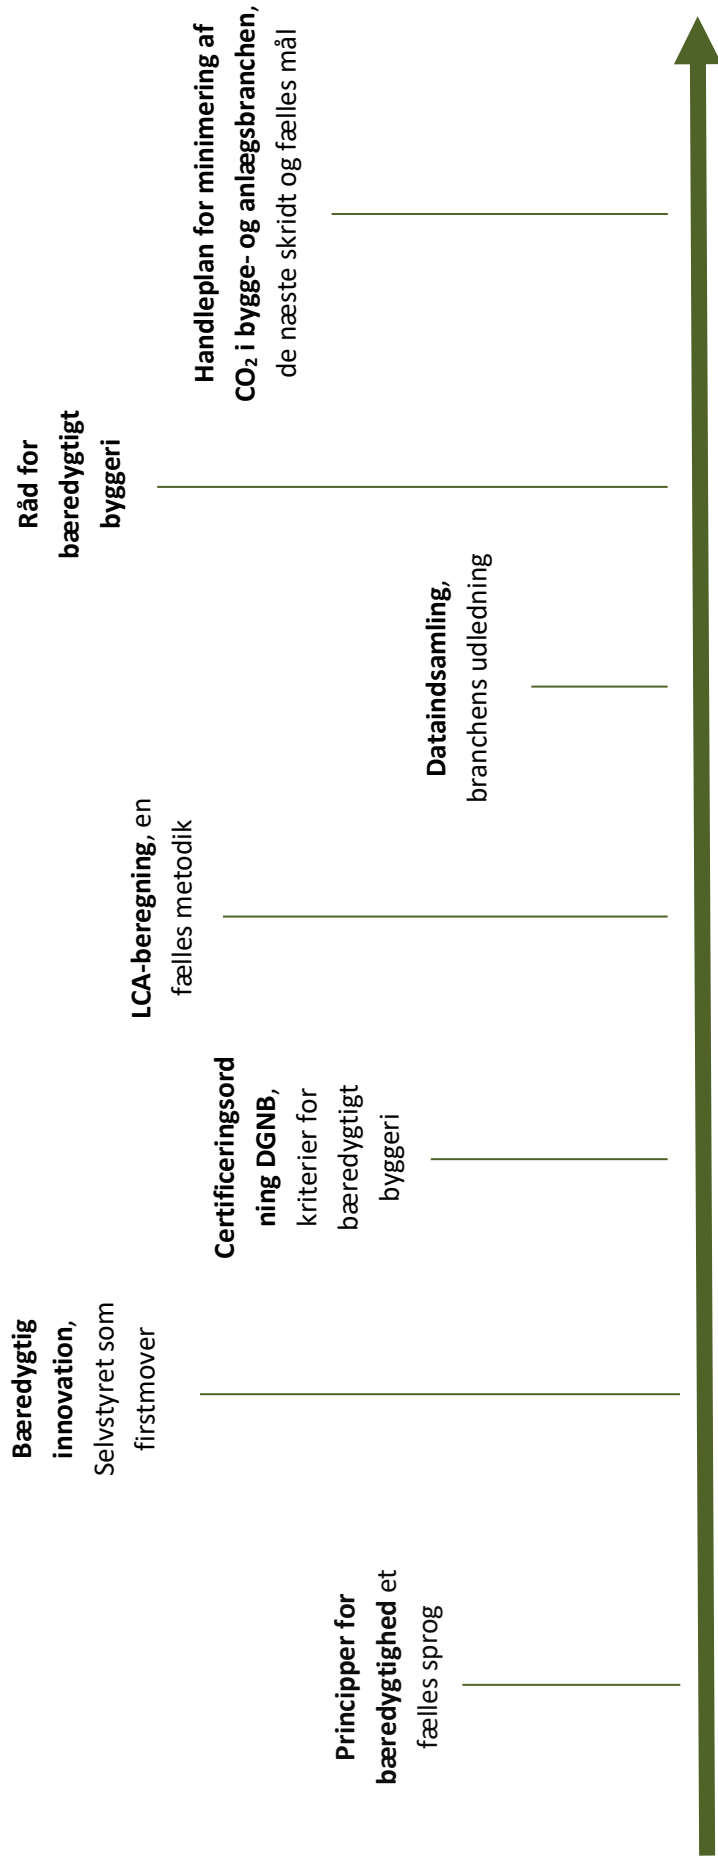 Principper for
bæredygtighed et
fælles sprog
Bæredygtig
innovation,
Selvstyret som
firstmover
Certificeringsord
ning DGNB,
kriterier for
bæredygtigt
byggeri
LCA-beregning, en
fælles metodik
Dataindsamling,
branchens udledning
Råd for
bæredygtigt
byggeri
Handleplan for minimering af
CO₂ i bygge- og anlægsbranchen,
de næste skridt og fælles mål